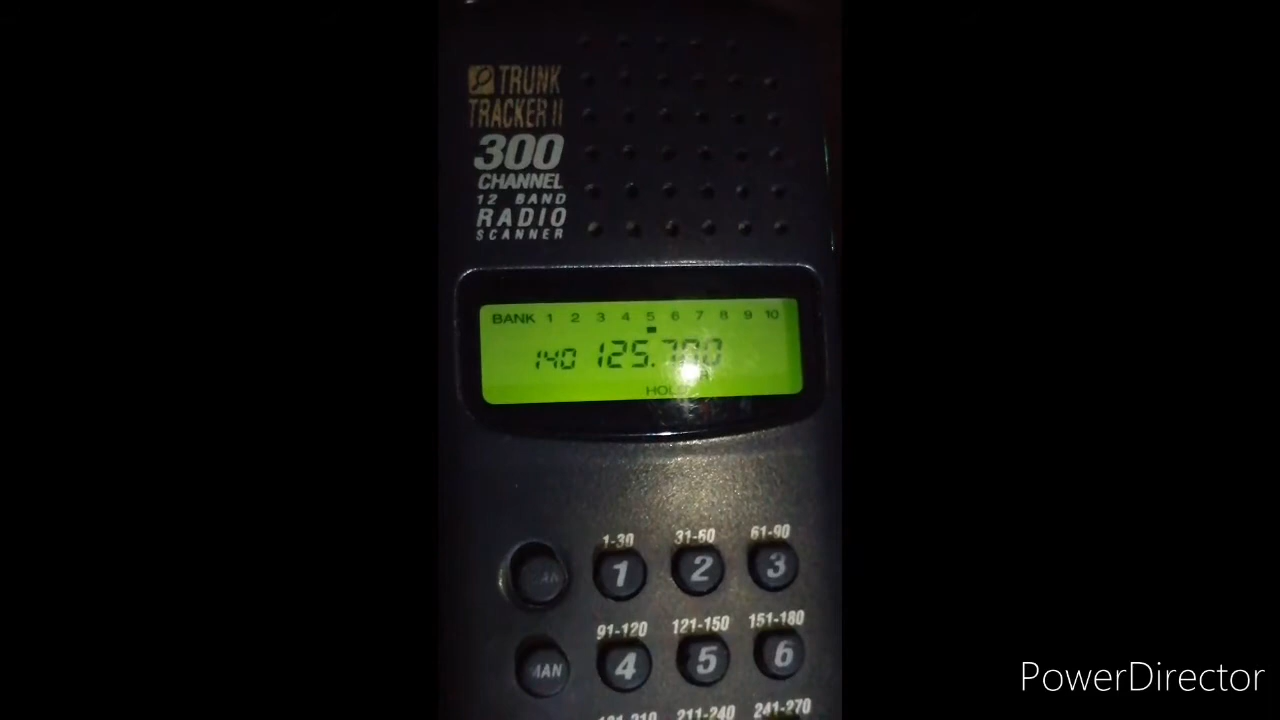 TRUNK
TRACKER II
300
CHANNEL
12 BAND
RADIO
SCANNER
BANK 1 2 3 4 5 6 7 8 9 10
140
1-30 31-60 61-90
1 2 3
91-120 121-150 151-180
MAN 4 5 6
211-240 241-270
PowerDirector